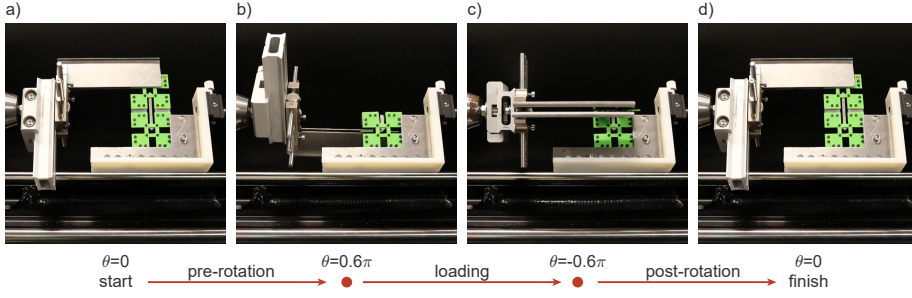 a) b) c) d)
θ=0 θ=0.6π θ=-0.6π θ=0
start pre-rotation loading post-rotation finish